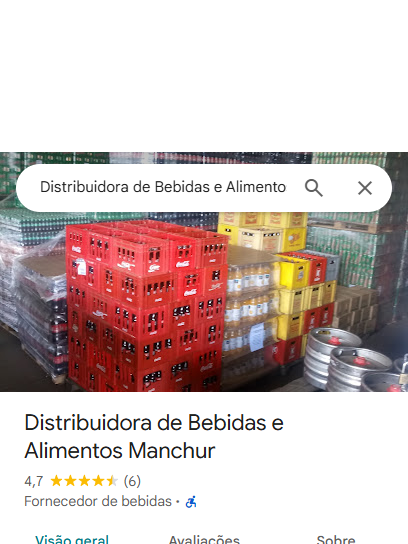 Distribuidora de Bebidas e Alimento
Distribuidora de Bebidas e
Alimentos Manchur
4,7 (6)
Fornecedor de bebidas ·
Visão geral
Avaliações
Sobre